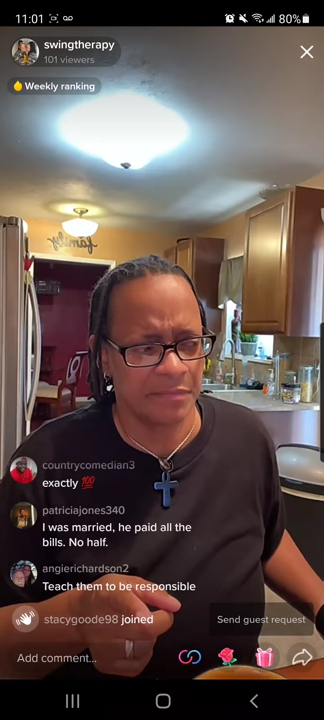 11:01
80%
swingtherapy
101 viewers
Weekly ranking
family
countrycomedian3
exactly 💯
patriciajones340
I was married, he paid all the
bills. No half.
angierichardson2
Teach them to be responsible
stacygoode98 joined
Send guest request
Add comment...